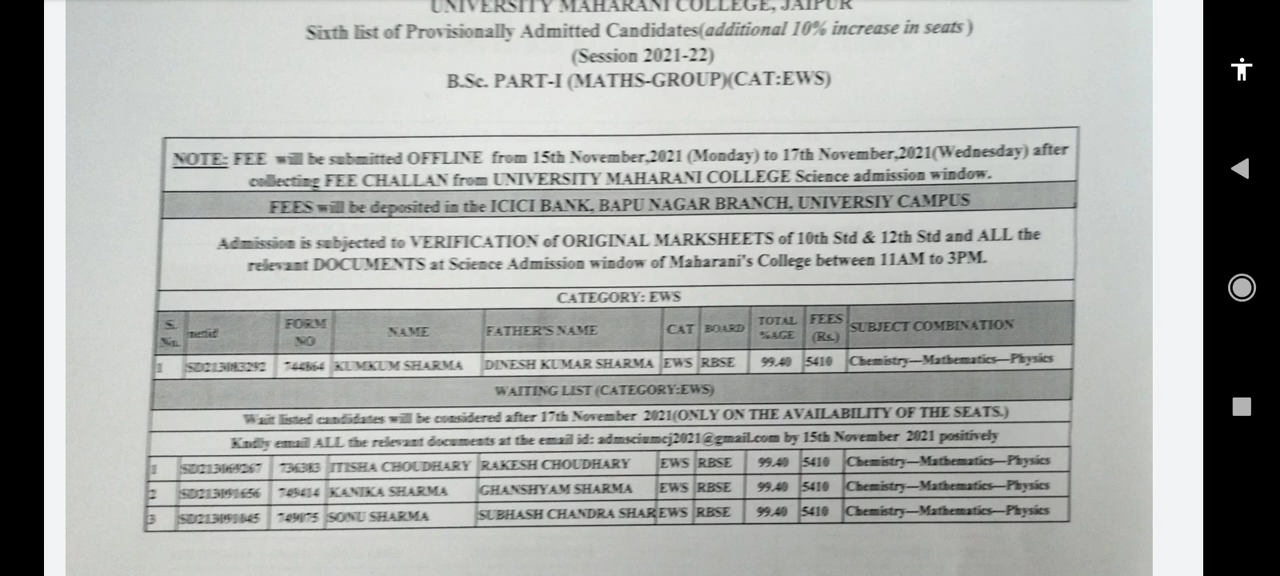 UNIVERSITY MAHARANI COLLEGE, JAIPUR
Sixth list of Provisionally Admitted Candidates(additional 10% increase in seats)
(Session 2021-22)
B.Sc. PART-I (MATHS-GROUP)(CAT:EWS)
NOTE: FEE will be submitted OFFLINE from 15th November,2021 (Monday) to 17th November,2021(Wednesday) after
collecting FEE CHALLAN from UNIVERSITY MAHARANI COLLEGE Science admission window.
FEES will be deposited in the ICICI BANK, BAPU NAGAR BRANCH, UNIVERSIY CAMPUS
Admission is subjected to VERIFICATION of ORIGINAL MARKSHEETS of 10th Std & 12th Std and ALL the
relevant DOCUMENTS at Science Admission window of Maharani's College between 11AM to 3PM.
CATEGORY: EWS
S. No. FORM NO NAME FATHER'S NAME CAT BOARD TOTAL %AGE FEES (Rs.) SUBJECT COMBINATION
1 744864 KUMKUM SHARMA DINESH KUMAR SHARMA EWS RBSE 99.40 5410 Chemistry—Mathematics—Physics
WAITING LIST (CATEGORY:EWS)
Wait listed candidates will be considered after 17th November 2021(ONLY ON THE AVAILABILITY OF THE SEATS.)
Kndly email ALL the relevant documents at the email id: admsciumcj2021@gmail.com by 15th November 2021 positively
1 736383 ITISHA CHOUDHARY RAKESH CHOUDHARY EWS RBSE 99.40 5410 Chemistry—Mathematics—Physics
2 749414 KANIKA SHARMA GHANSHYAM SHARMA EWS RBSE 99.40 5410 Chemistry—Mathematics—Physics
3 749075 SONU SHARMA SUBHASH CHANDRA SHAR EWS RBSE 99.40 5410 Chemistry—Mathematics—Physics